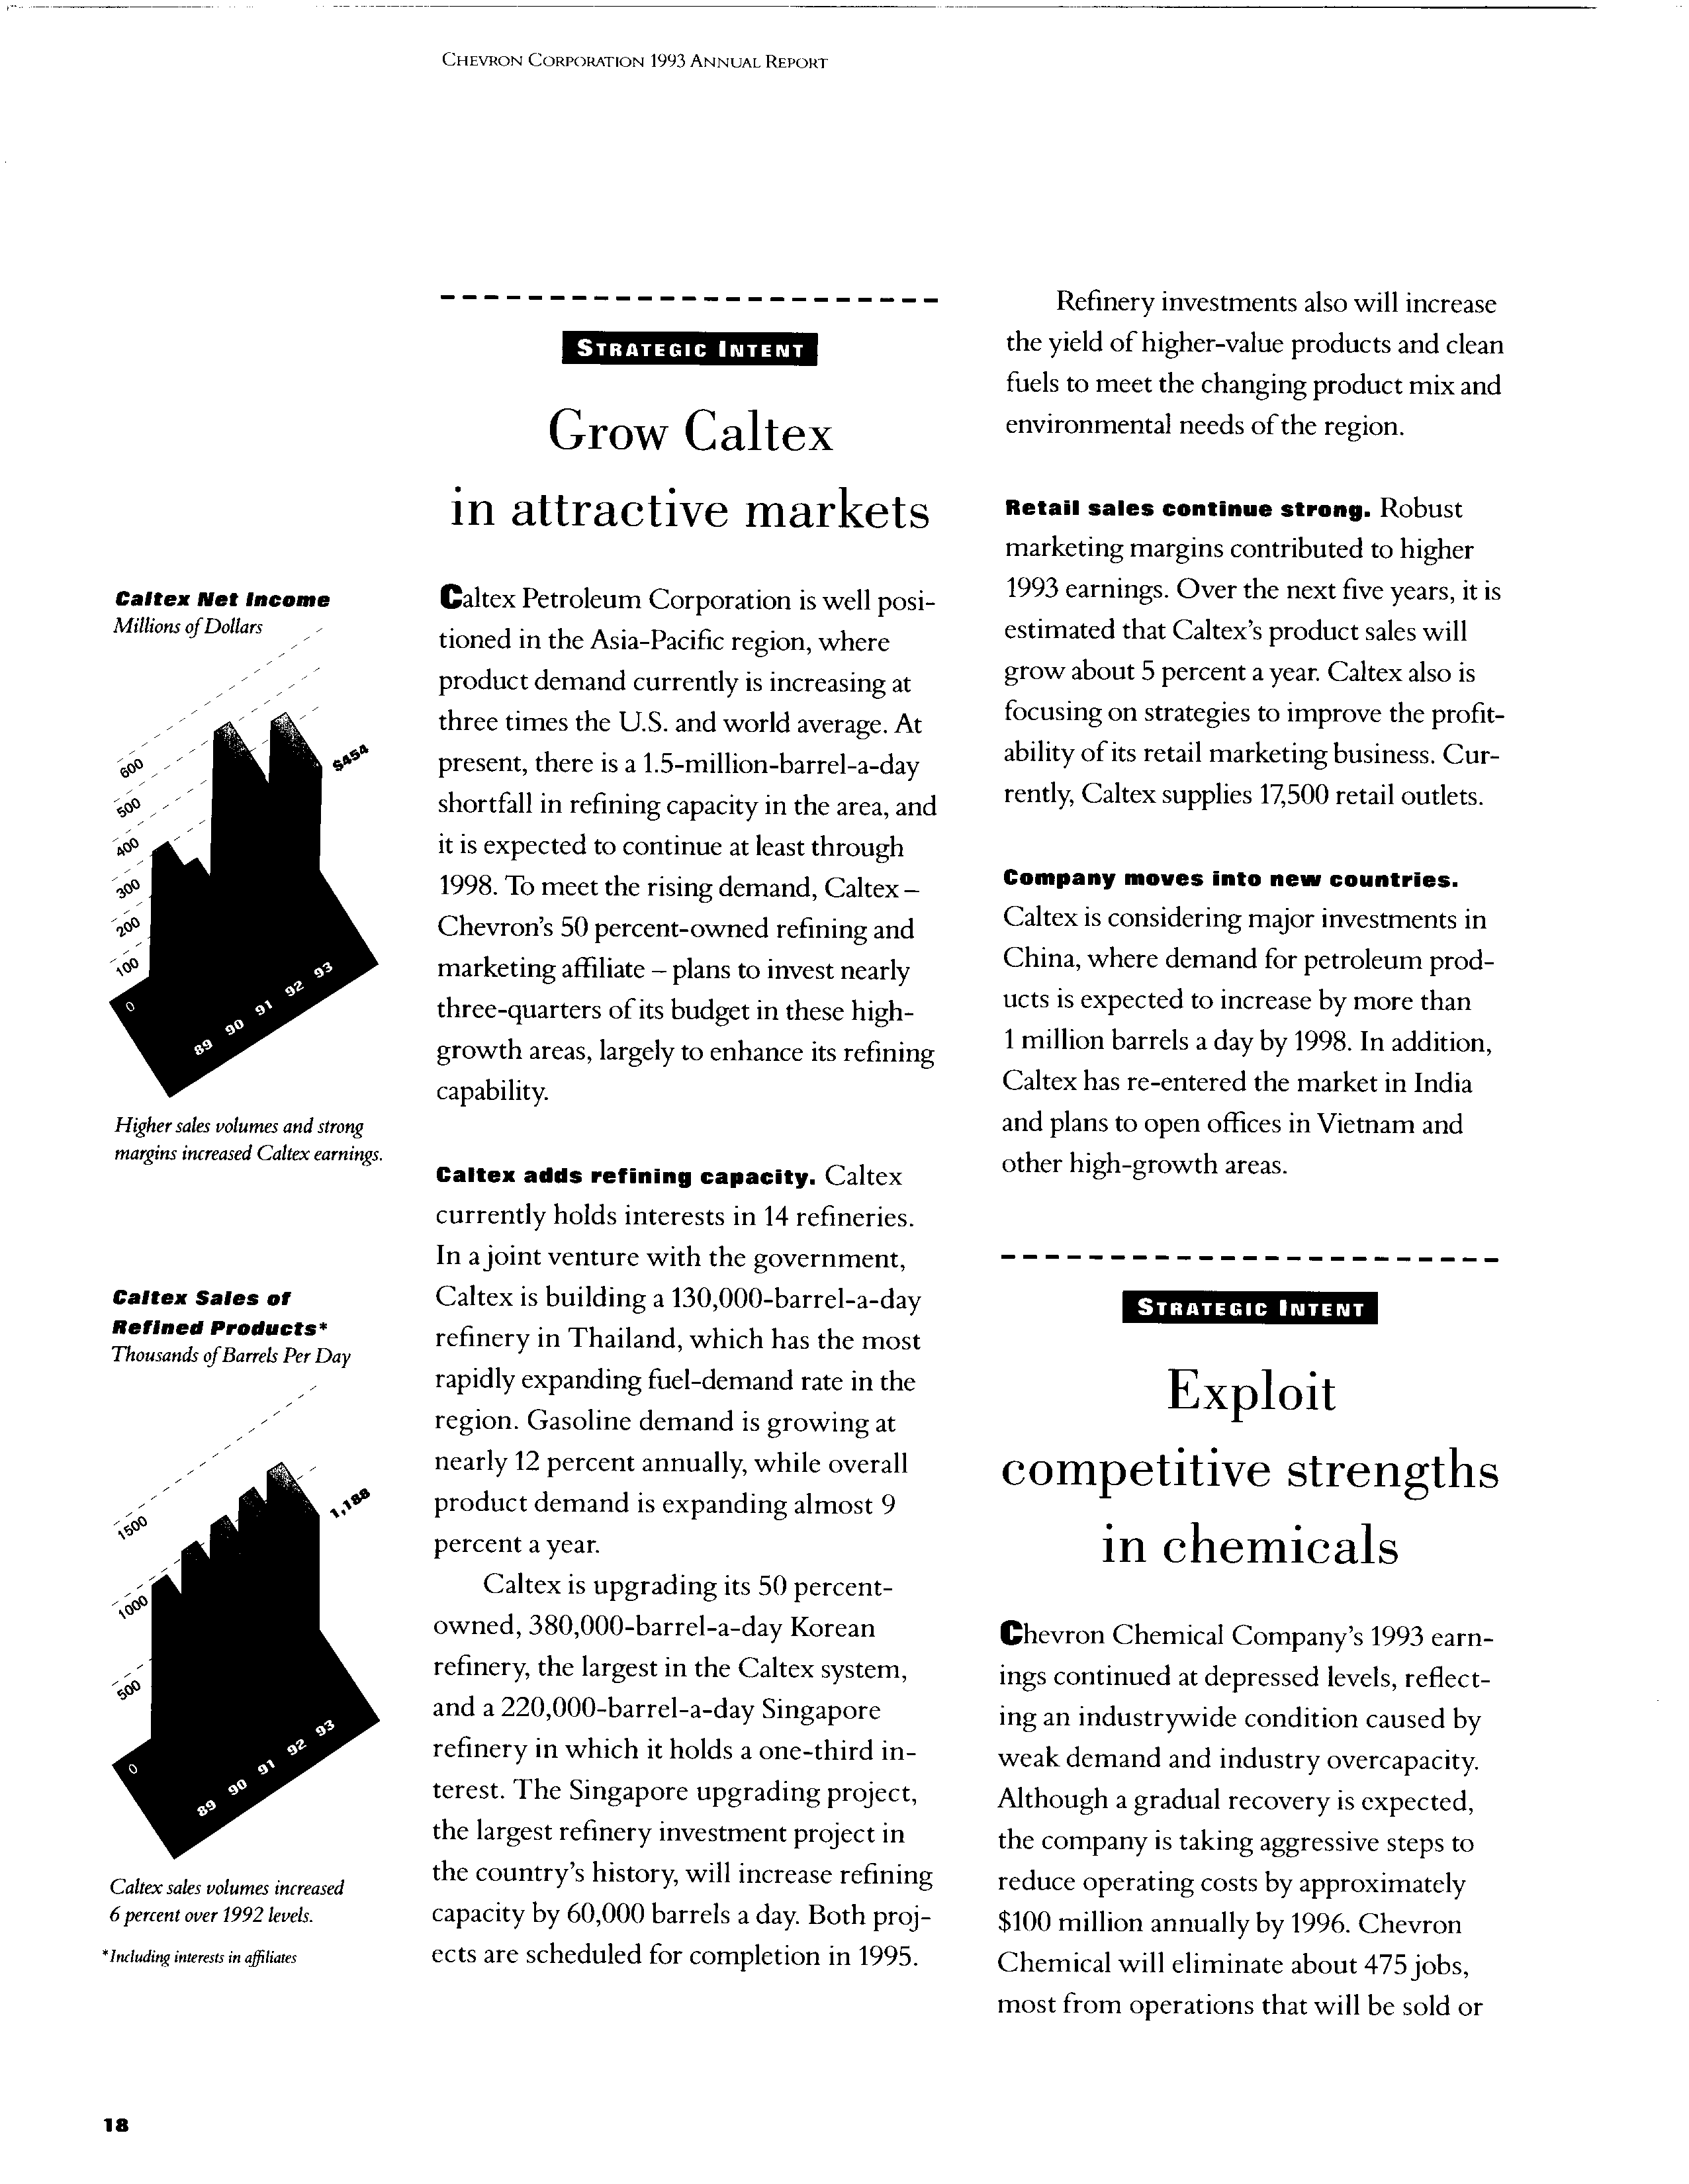 CHEVRON CORPORATION 1993 ANNUAL REPORT
Caltex Net Income
Millions of Dollars
600
500
400
300
200
100
0
89 90 91 92 93
$454
Higher sales volumes and strong
margins increased Caltex earnings.
Caltex Sales of
Refined Products*
Thousands of Barrels Per Day
1500
1000
500
0
89 90 91 92 93
1,188
Caltex sales volumes increased
6 percent over 1992 levels.
*Including interests in affiliates
STRATEGIC INTENT
Grow Caltex
in attractive markets
Caltex Petroleum Corporation is well posi-
tioned in the Asia-Pacific region, where
product demand currently is increasing at
three times the U.S. and world average. At
present, there is a 1.5-million-barrel-a-day
shortfall in refining capacity in the area, and
it is expected to continue at least through
1998. To meet the rising demand, Caltex –
Chevron's 50 percent-owned refining and
marketing affiliate – plans to invest nearly
three-quarters of its budget in these high-
growth areas, largely to enhance its refining
capability.
Caltex adds refining capacity. Caltex
currently holds interests in 14 refineries.
In a joint venture with the government,
Caltex is building a 130,000-barrel-a-day
refinery in Thailand, which has the most
rapidly expanding fuel-demand rate in the
region. Gasoline demand is growing at
nearly 12 percent annually, while overall
product demand is expanding almost 9
percent a year.
Caltex is upgrading its 50 percent-
owned, 380,000-barrel-a-day Korean
refinery, the largest in the Caltex system,
and a 220,000-barrel-a-day Singapore
refinery in which it holds a one-third in-
terest. The Singapore upgrading project,
the largest refinery investment project in
the country's history, will increase refining
capacity by 60,000 barrels a day. Both proj-
ects are scheduled for completion in 1995.
Refinery investments also will increase
the yield of higher-value products and clean
fuels to meet the changing product mix and
environmental needs of the region.
Retail sales continue strong. Robust
marketing margins contributed to higher
1993 earnings. Over the next five years, it is
estimated that Caltex's product sales will
grow about 5 percent a year. Caltex also is
focusing on strategies to improve the profit-
ability of its retail marketing business. Cur-
rently, Caltex supplies 17,500 retail outlets.
Company moves into new countries.
Caltex is considering major investments in
China, where demand for petroleum prod-
ucts is expected to increase by more than
1 million barrels a day by 1998. In addition,
Caltex has re-entered the market in India
and plans to open offices in Vietnam and
other high-growth areas.
STRATEGIC INTENT
Exploit
competitive strengths
in chemicals
Chevron Chemical Company's 1993 earn-
ings continued at depressed levels, reflect-
ing an industrywide condition caused by
weak demand and industry overcapacity.
Although a gradual recovery is expected,
the company is taking aggressive steps to
reduce operating costs by approximately
$100 million annually by 1996. Chevron
Chemical will eliminate about 475 jobs,
most from operations that will be sold or
18